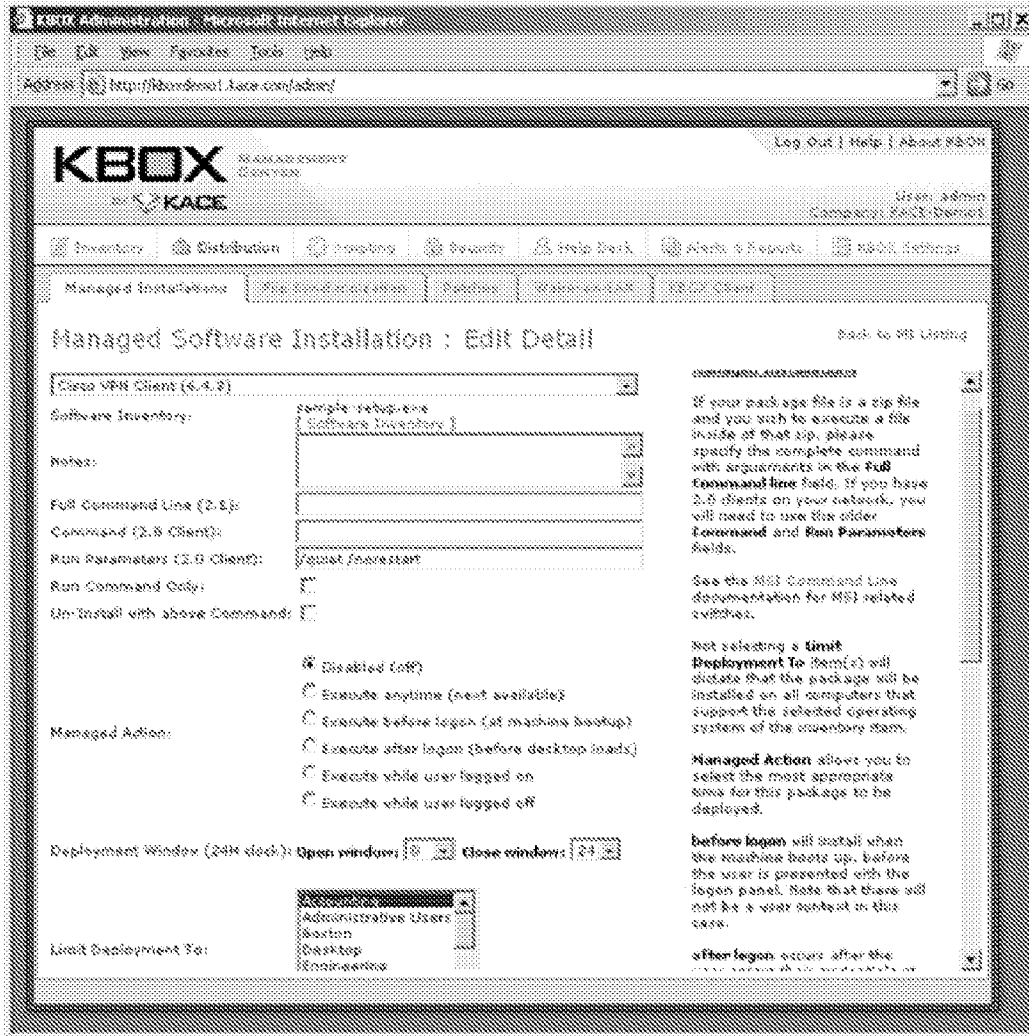 KBOX Administration - Microsoft Internet Explorer
File Edit View Favorites Tools Help
Address http://kboxdemo1.kace.com/admin/ Go
KBOX MANAGEMENT CENTER
BY KACE
Log Out | Help | About KBOX
User: admin
Company: KACE-Demo1
Inventory Distribution Scripting Security Help Desk Alerts & Reports KBOX Settings
Managed Installations File Synchronization Patches Wake-on-LAN KBOX Client
Managed Software Installation : Edit Detail
Back to MI Listing
Cisco VPN Client
Software Inventory: sample-setup.exe
[ Software Inventory ]
Notes:
Full Command Line (2.1):
Command (2.0 Client):
Run Parameters (2.0 Client): /quiet /norestart
Run Command Only:
Un-Install with above Command:
Managed Action:
Disabled (off)
Execute anytime (next available)
Execute before logon (at machine bootup)
Execute after logon (before desktop loads)
Execute while user logged on
Execute while user logged off
Deployment Window (24H clock): Open window: 0 Close window: 24
Limit Deployment To:
Accounting
Administrative Users
Boston
Desktop
Engineering
If your package file is a zip file
and you wish to execute a file
inside of that zip, please
specify the complete command
with arguements in the Full
Command line field. If you have
2.0 clients on your network, you
will need to use the older
Command and Run Parameters
fields.
See the MSI Command Line
documentation for MSI related
switches.
Not selecting a Limit
Deployment To item(s) will
dictate that the package will be
installed on all computers that
support the selected operating
system of the inventory item.
Managed Action allows you to
select the most appropriate
time for this package to be
deployed.
before logon will install when
the machine boots up, before
the user is presented with the
logon panel. Note that there will
not be a user context in this
case.
after logon occurs after the